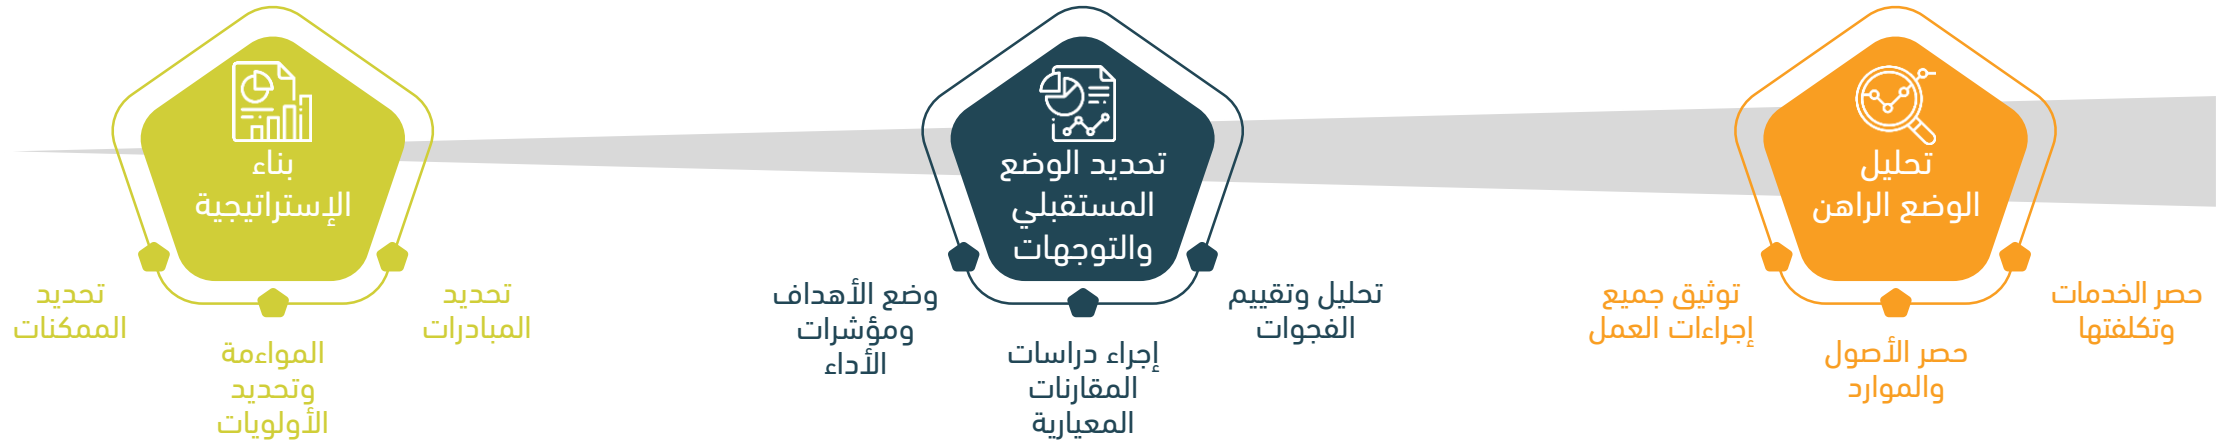 تحليل
الوضع الراهن
حصر الخدمات
وتكلفتها
حصر الأصول
والموارد
توثيق جميع
إجراءات العمل
تحديد الوضع
المستقبلي
والتوجهات
تحليل وتقييم
الفجوات
إجراء دراسات
المقارنات
المعيارية
وضع الأهداف
ومؤشرات
الأداء
بناء
الإستراتيجية
تحديد
المبادرات
المواءمة
وتحديد
الأولويات
تحديد
الممكنات